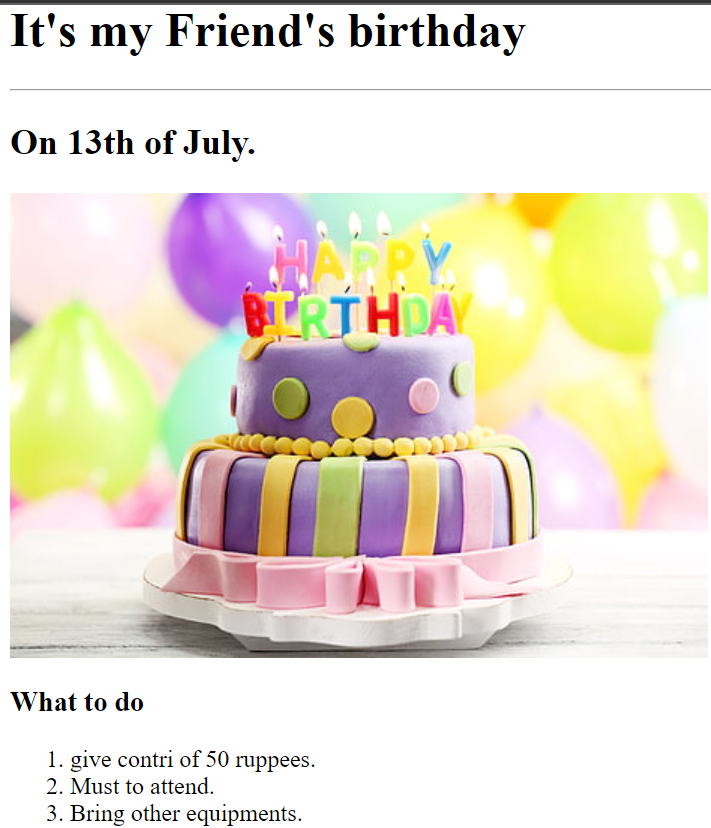 It's my Friend's birthday
On 13th of July.
HAPPY
BIRTHDAY
What to do
1. give contri of 50 ruppees.
2. Must to attend.
3. Bring other equipments.